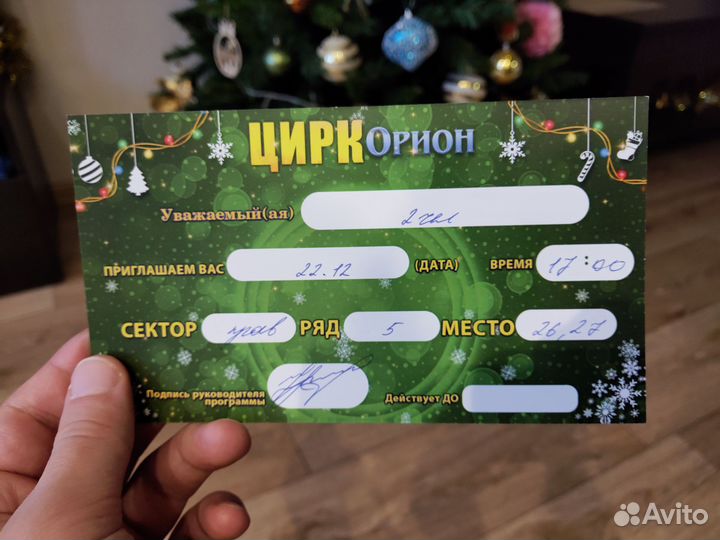 ЦИРК ОРИОН
Уважаемый(ая) 2 чел
ПРИГЛАШАЕМ ВАС 22.12 (ДАТА) ВРЕМЯ 17:00
СЕКТОР прав РЯД 5 МЕСТО 26,27
Подпись руководителя
программы
Действует ДО
Avito